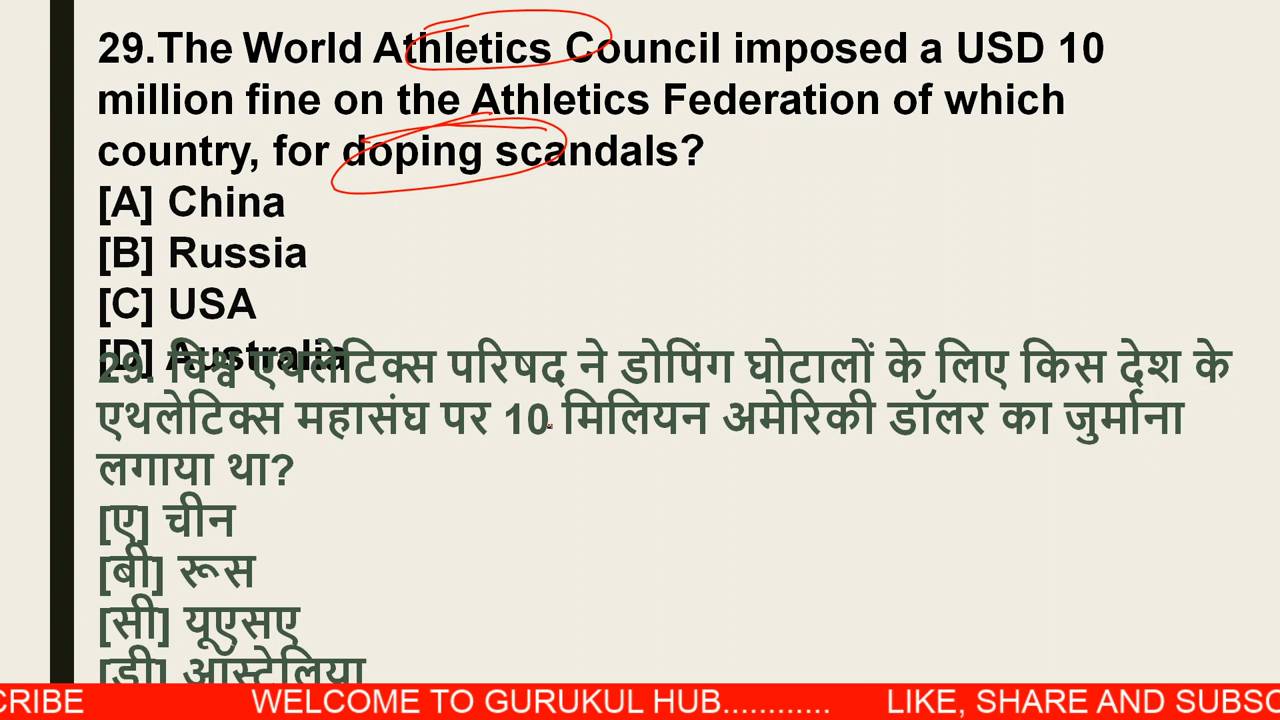 29.The World Athletics Council imposed a USD 10
million fine on the Athletics Federation of which
country, for doping scandals?
[A] China
[B] Russia
[C] USA
[D] Australia
29. विश्व एथलेटिक्स परिषद ने डोपिंग घोटालों के लिए किस देश के
एथलेटिक्स महासंघ पर 10 मिलियन अमेरिकी डॉलर का जुर्माना
लगाया था?
[ए] चीन
[बी] रूस
[सी] यूएसए
[डी] ऑस्ट्रेलिया
CRIBE WELCOME TO GURUKUL HUB............ LIKE, SHARE AND SUBSC